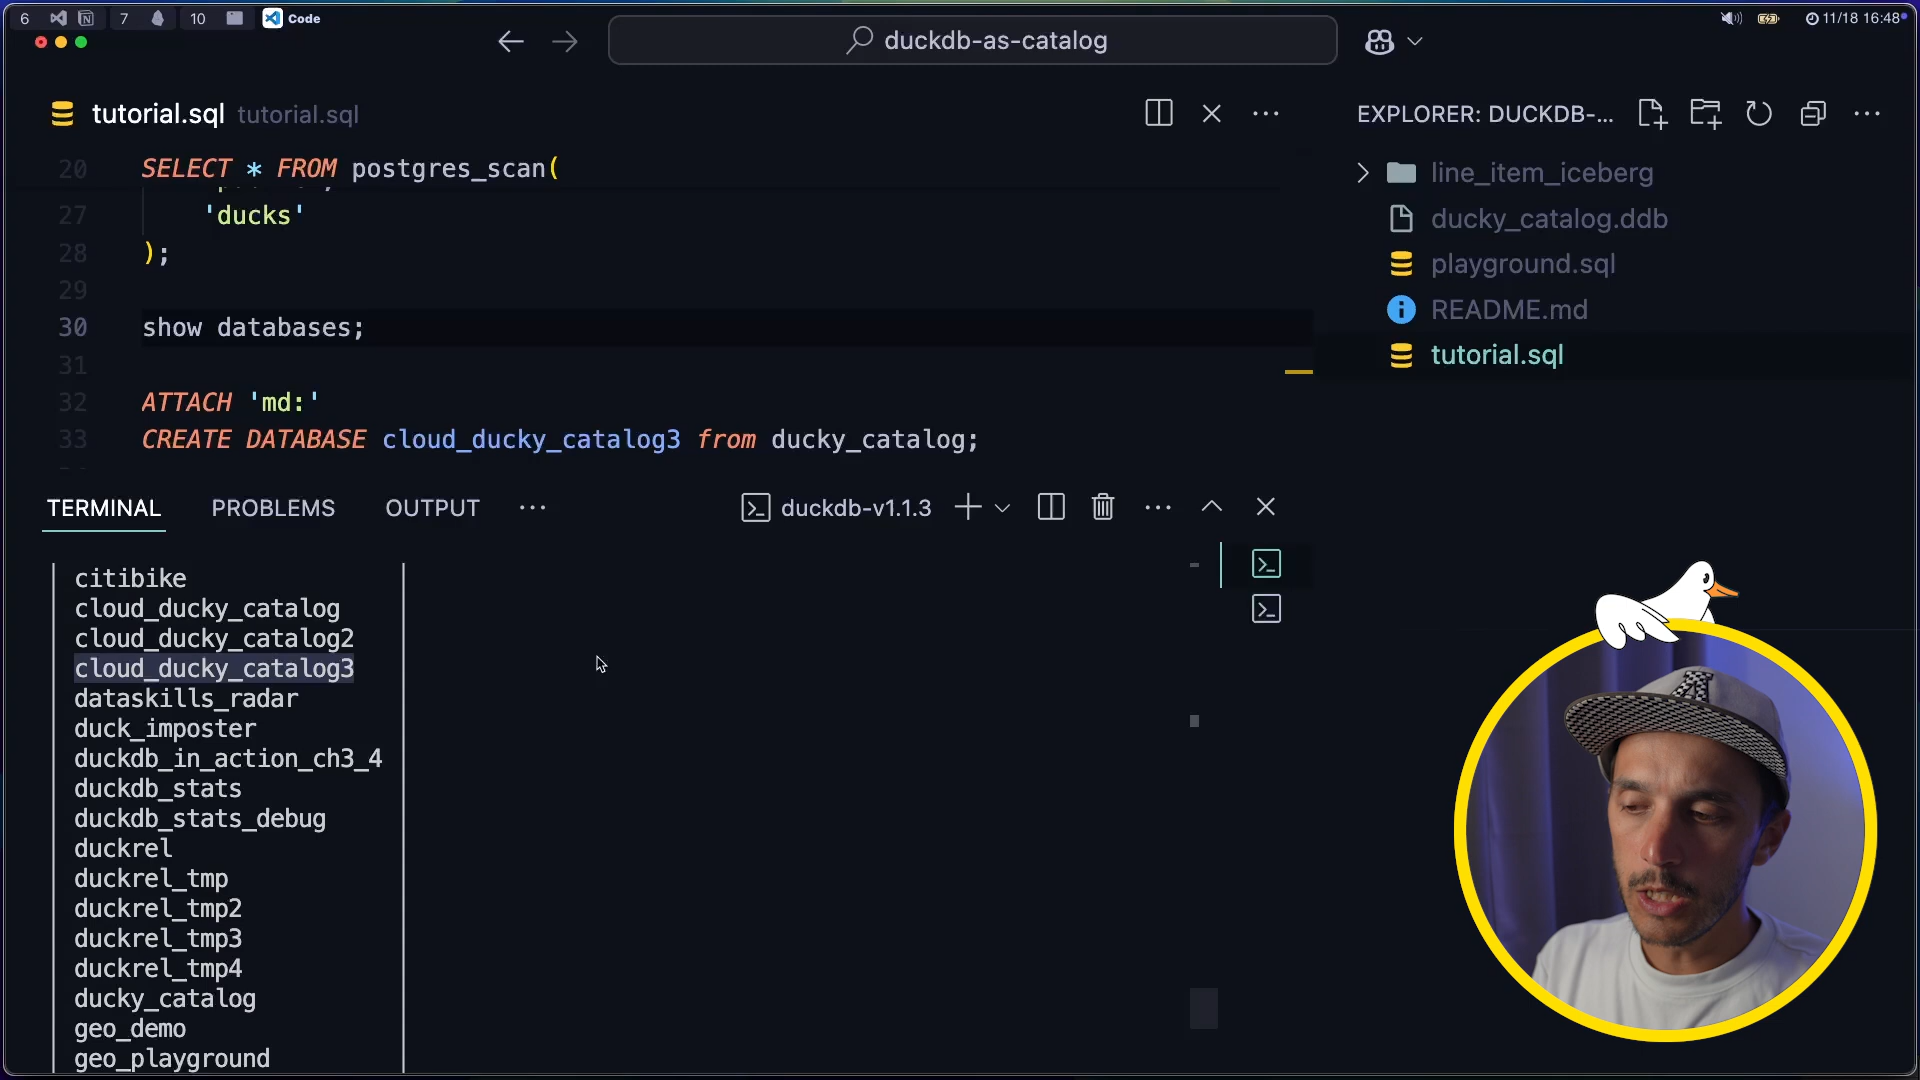 6 7 10 Code 11/18 16:48
duckdb-as-catalog
tutorial.sql tutorial.sql
20 SELECT * FROM postgres_scan(
27 'ducks'
28 );
29
30 show databases;
31
32 ATTACH 'md:'
33 CREATE DATABASE cloud_ducky_catalog3 from ducky_catalog;
EXPLORER: DUCKDB-...
line_item_iceberg
ducky_catalog.ddb
playground.sql
README.md
tutorial.sql
TERMINAL PROBLEMS OUTPUT duckdb-v1.1.3
citibike
cloud_ducky_catalog
cloud_ducky_catalog2
cloud_ducky_catalog3
dataskills_radar
duck_imposter
duckdb_in_action_ch3_4
duckdb_stats
duckdb_stats_debug
duckrel
duckrel_tmp
duckrel_tmp2
duckrel_tmp3
duckrel_tmp4
ducky_catalog
geo_demo
geo_playground